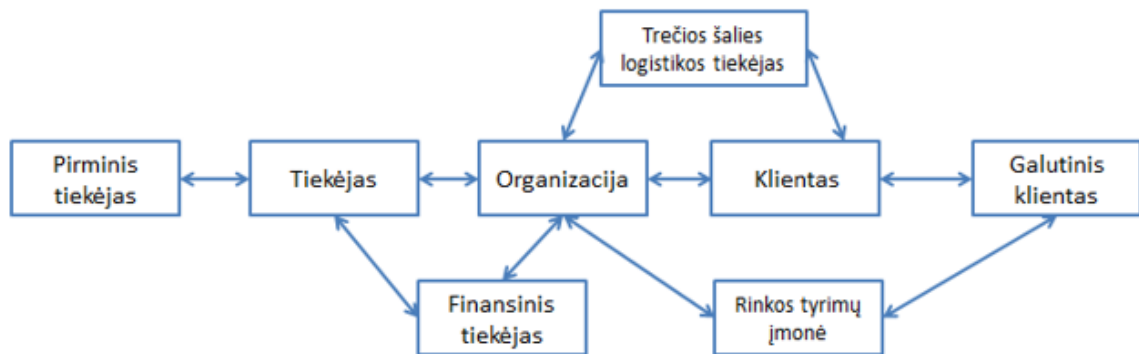 Trečios šalies
logistikos tiekėjas
Pirminis
tiekėjas
Tiekėjas
Organizacija
Klientas
Galutinis
klientas
Finansinis
tiekėjas
Rinkos tyrimų
įmonė